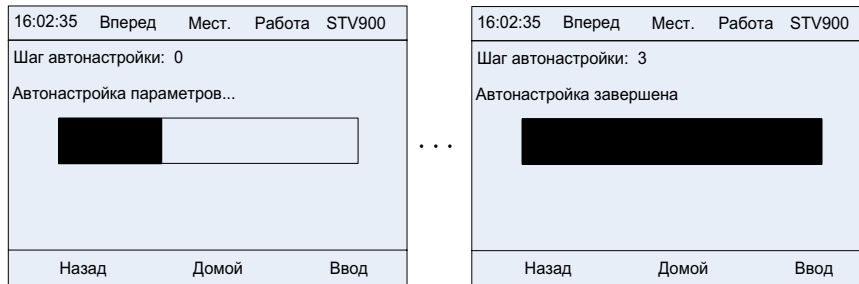 16:02:35 Вперед Мест. Работа STV900
Шаг автонастройки: 0
Автонастройка параметров...
Назад Домой Ввод
. . .
16:02:35 Вперед Мест. Работа STV900
Шаг автонастройки: 3
Автонастройка завершена
Назад Домой Ввод